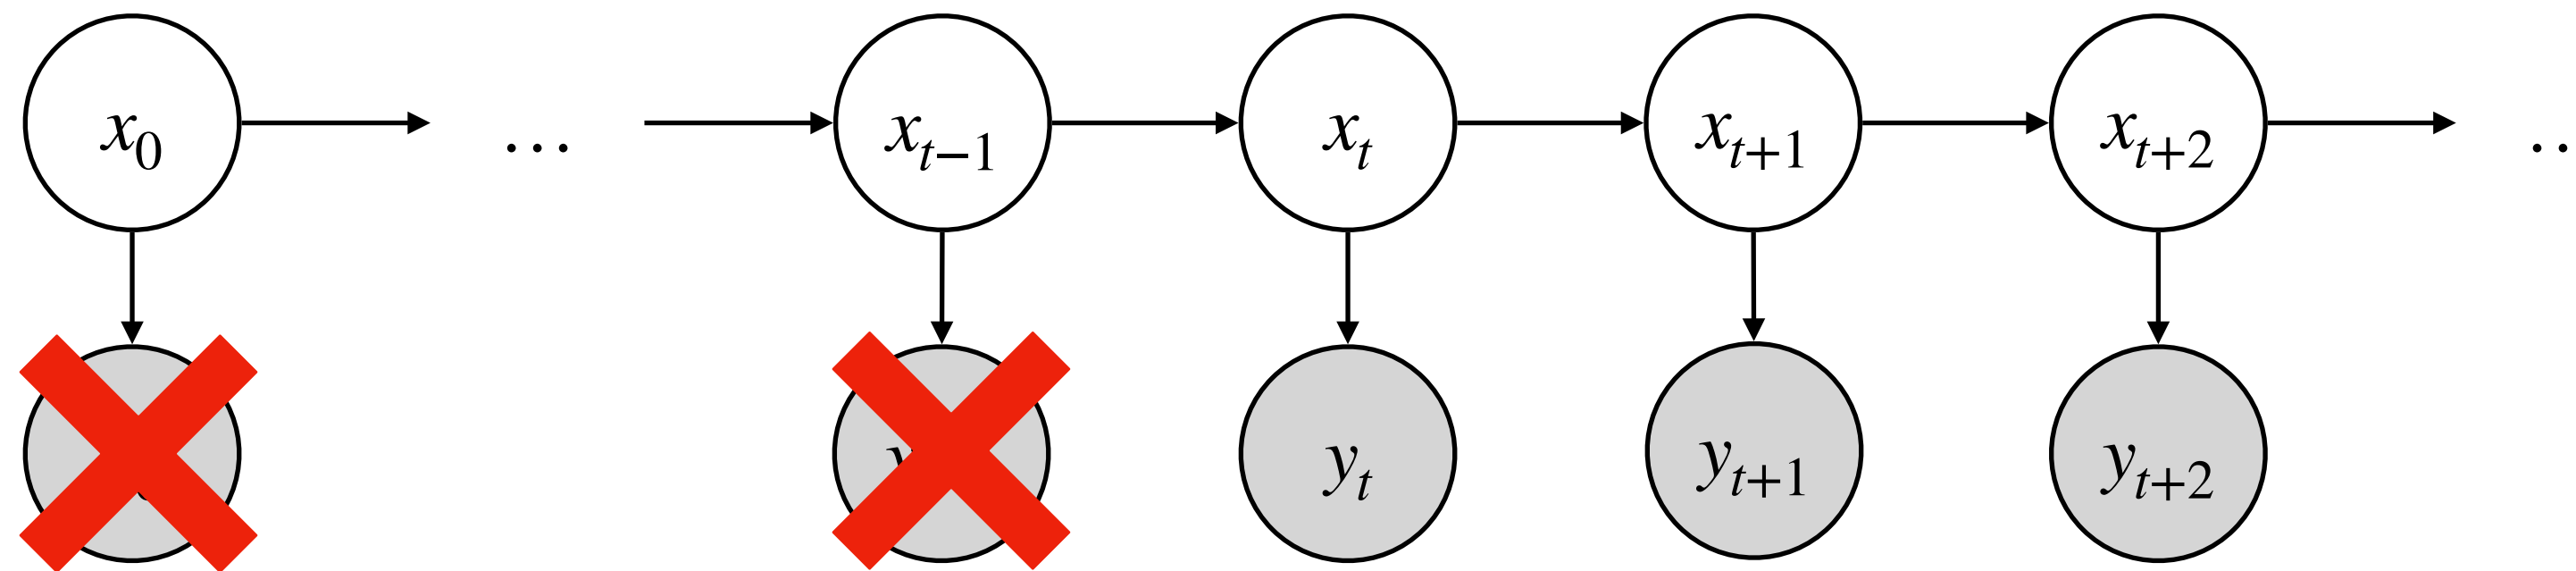 x₀ … xₜ₋₁ xₜ xₜ₊₁ xₜ₊₂ ..
yₜ yₜ₊₁ yₜ₊₂